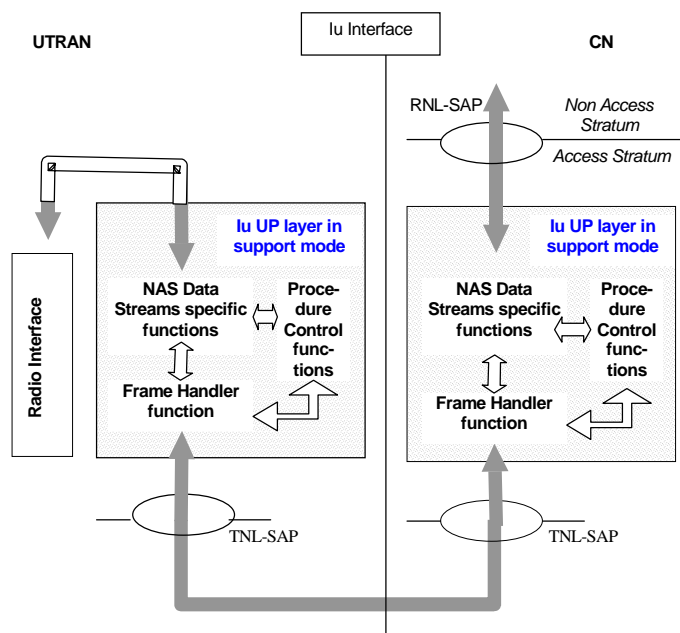 Iu Interface
UTRAN
CN
RNL-SAP
Non Access
Stratum
Access Stratum
Iu UP layer in
support mode
NAS Data
Streams specific
functions
Proce-
dure
Control
func-
tions
Frame Handler
function
Radio Interface
TNL-SAP
Iu UP layer in
support mode
NAS Data
Streams specific
functions
Proce-
dure
Control
func-
tions
Frame Handler
function
TNL-SAP